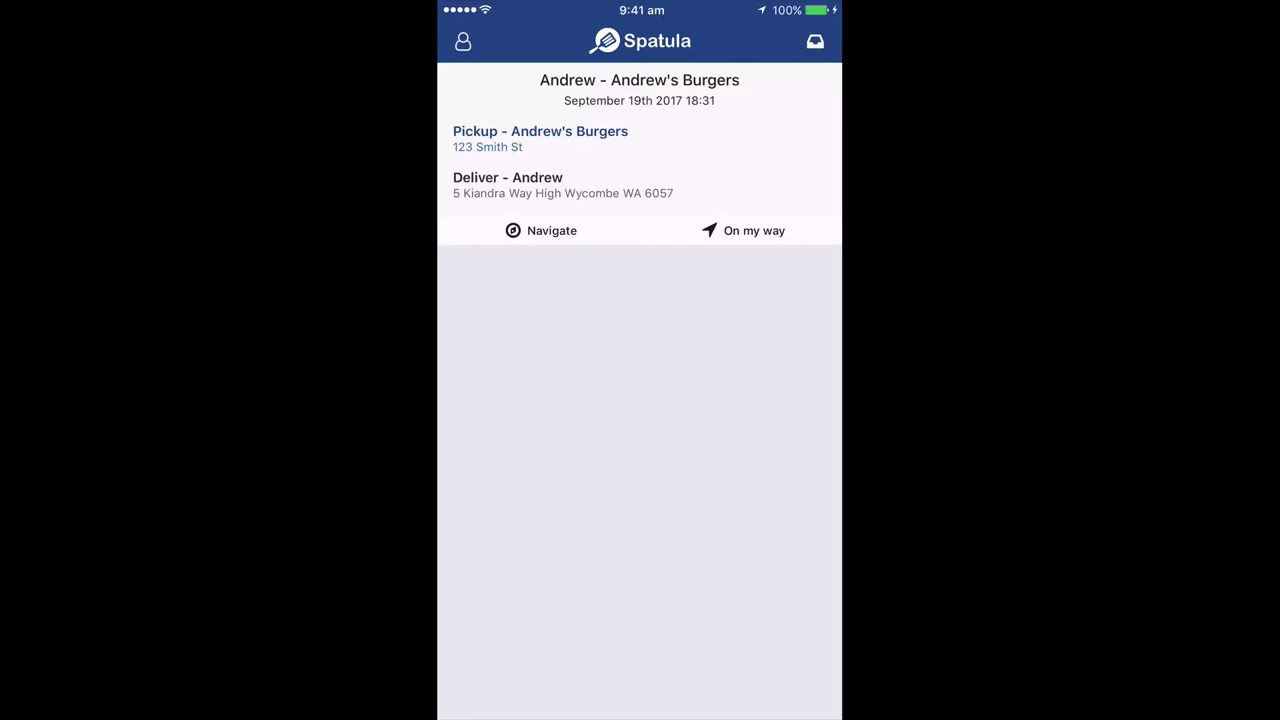 9:41 am
100%
Spatula
Andrew - Andrew's Burgers
September 19th 2017 18:31
Pickup - Andrew's Burgers
123 Smith St
Deliver - Andrew
5 Kiandra Way High Wycombe WA 6057
Navigate
On my way